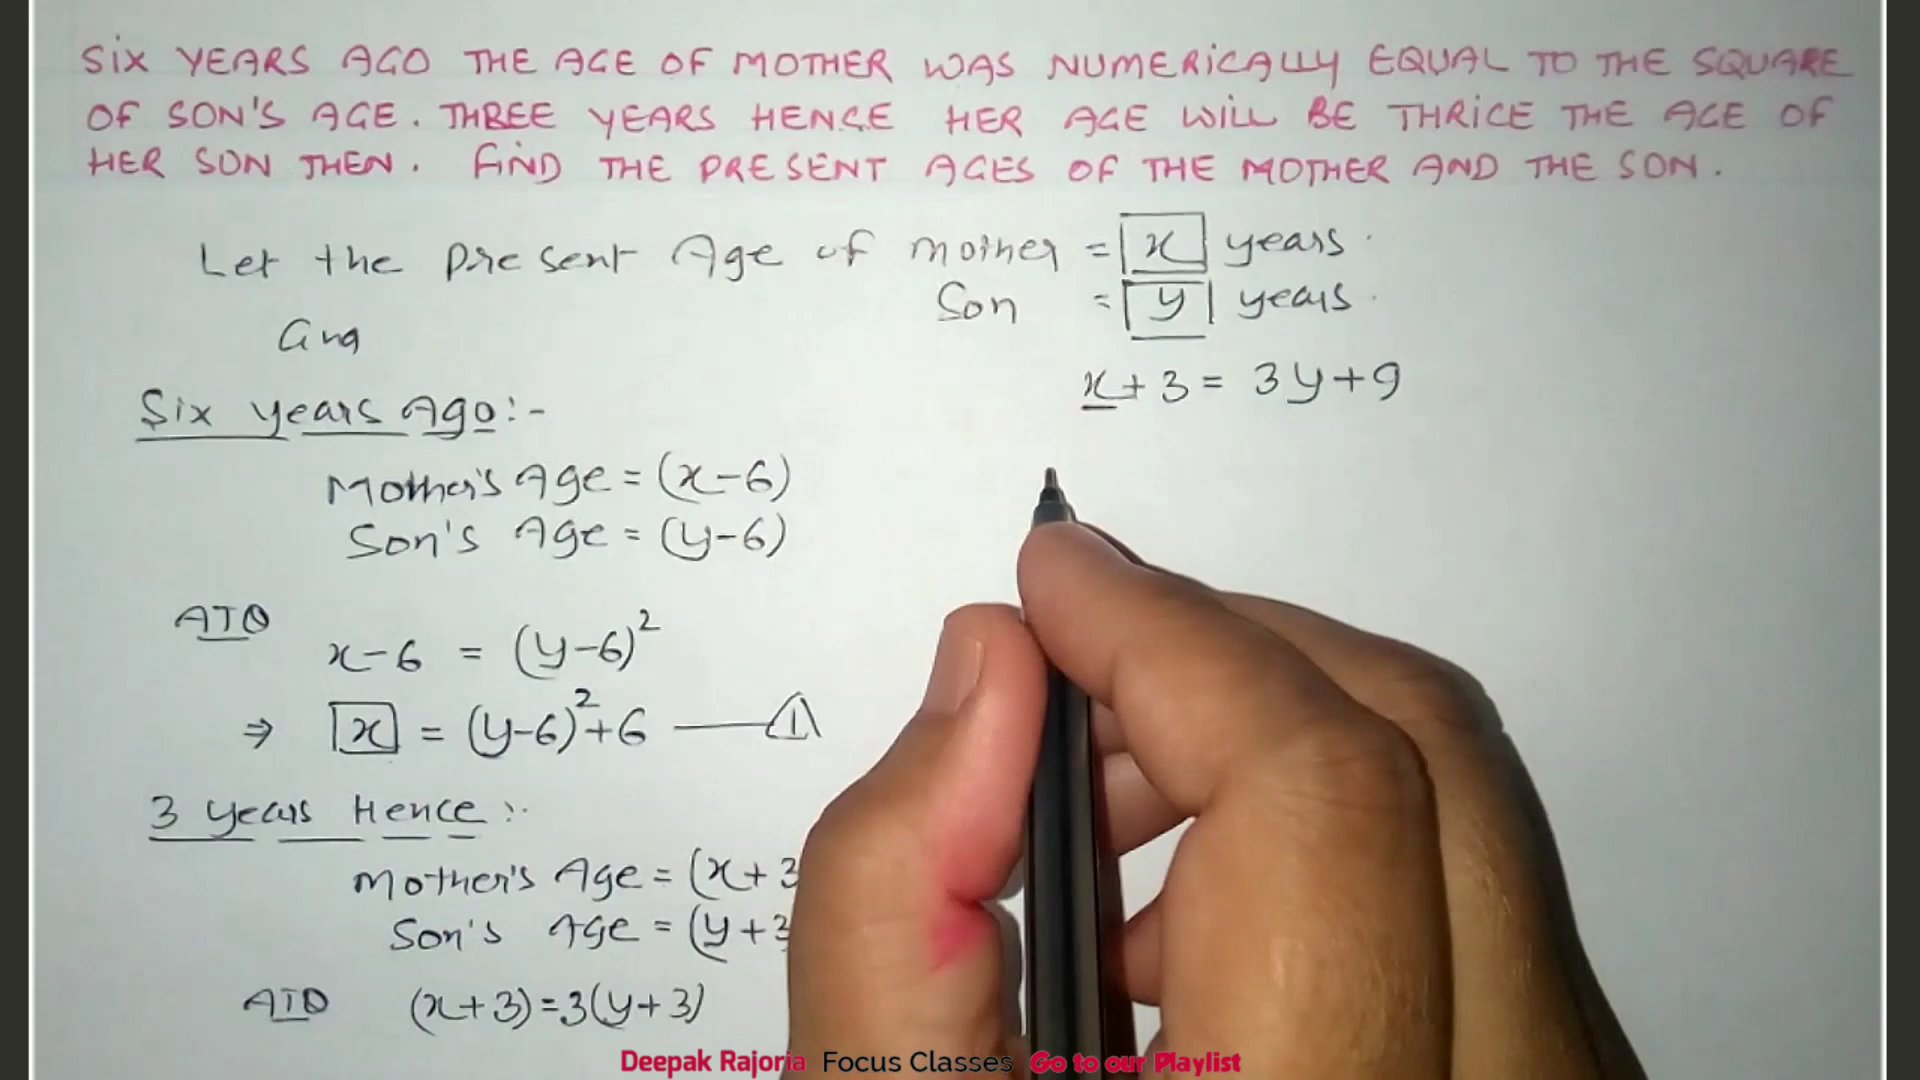 SIX YEARS AGO THE AGE OF MOTHER WAS NUMERICALLY EQUAL TO THE SQUARE
OF SON'S AGE. THREE YEARS HENCE HER AGE WILL BE THRICE THE AGE OF
HER SON THEN. FIND THE PRESENT AGES OF THE MOTHER AND THE SON.
Let the present Age of mother = x years.
Son = y years.
and
x+3 = 3y+9
Six years Ago:-
Mother's Age = (x-6)
Son's Age = (y-6)
ATQ
x-6 = (y-6)²
⇒ x = (y-6)²+6 —— 1
3 years Hence:-
Mother's Age = (x+3
Son's Age = (y+3
ATQ (x+3)=3(y+3)
Deepak Rajoria Focus Classes Go to our Playlist